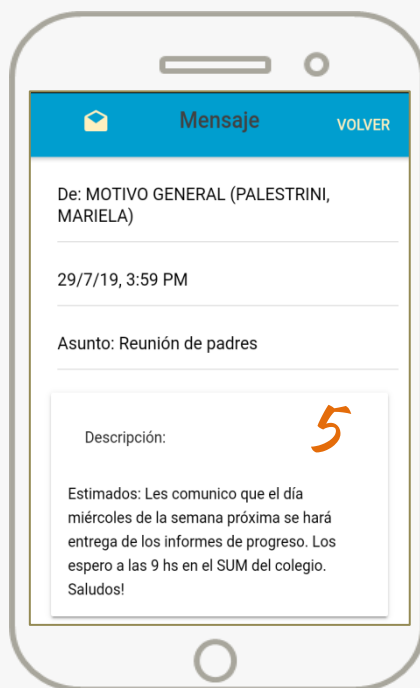 Mensaje
VOLVER
De: MOTIVO GENERAL (PALESTRINI,
MARIELA)
29/7/19, 3:59 PM
Asunto: Reunión de padres
5
Descripción:
Estimados: Les comunico que el día
miércoles de la semana próxima se hará
entrega de los informes de progreso. Los
espero a las 9 hs en el SUM del colegio.
Saludos!